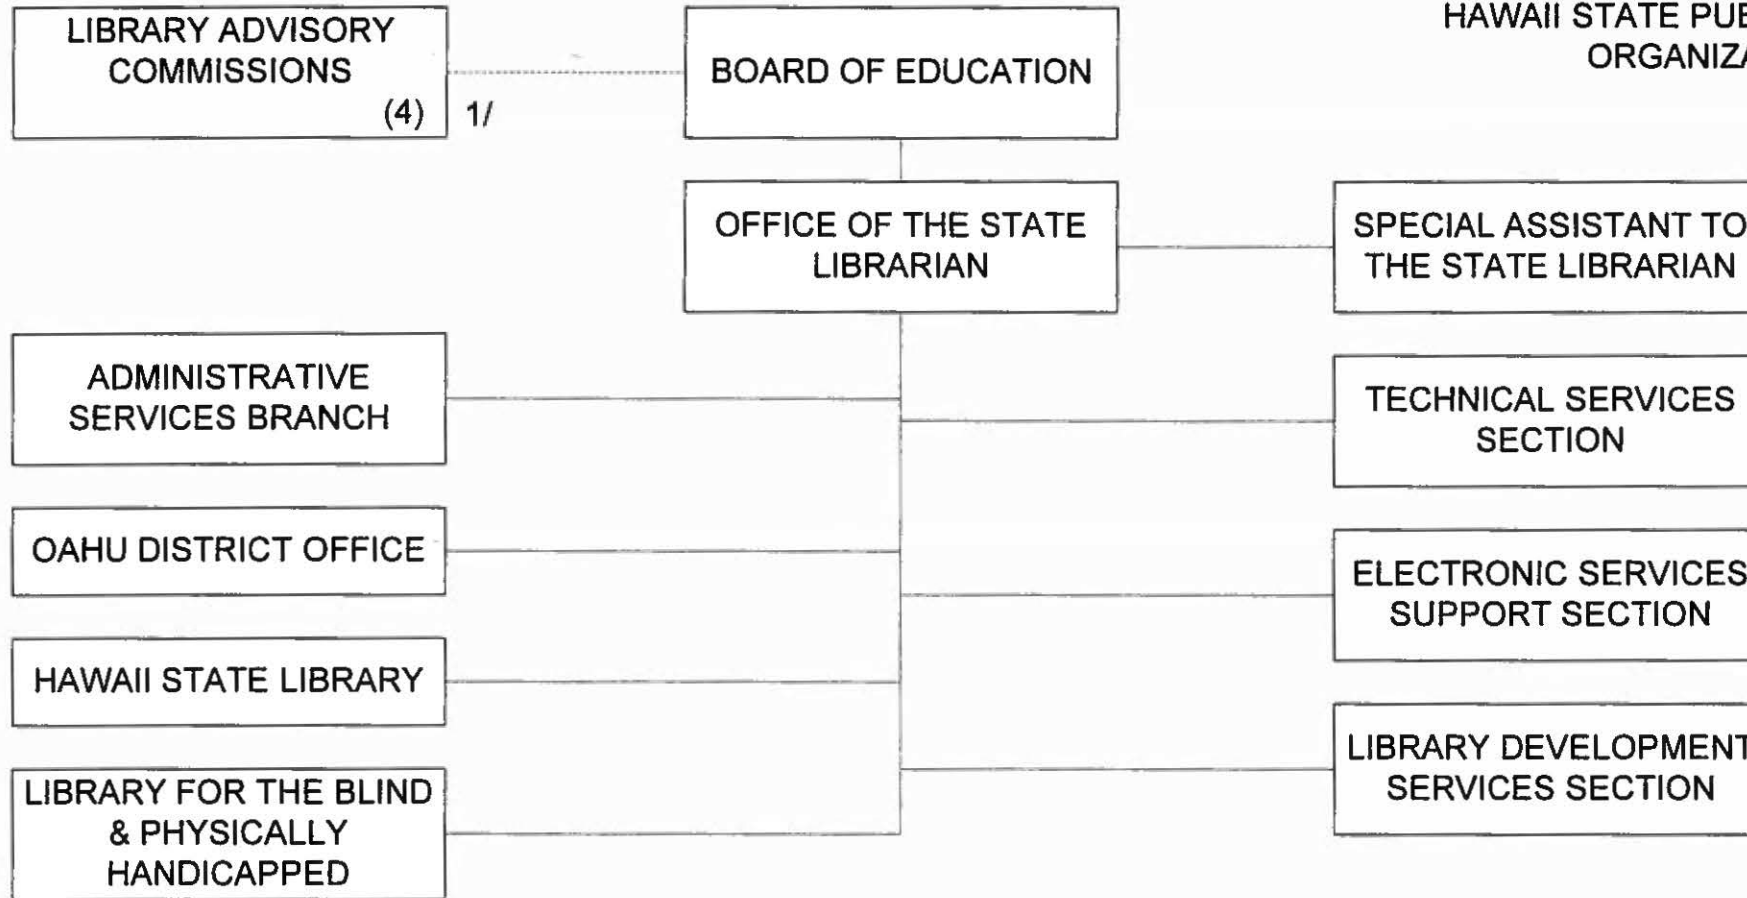 LIBRARY ADVISORY
COMMISSIONS
(4)
1/
BOARD OF EDUCATION
HAWAII STATE
OFFICE OF THE STATE
LIBRARIAN
SPECIAL ASSISTANT TO
THE STATE LIBRARIAN
ADMINISTRATIVE
SERVICES BRANCH
TECHNICAL SERVICES
SECTION
OAHU DISTRICT OFFICE
ELECTRONIC SERVICES
SUPPORT SECTION
HAWAII STATE LIBRARY
LIBRARY DEVELOPMENT
SERVICES SECTION
LIBRARY FOR THE BLIND
& PHYSICALLY
HANDICAPPED